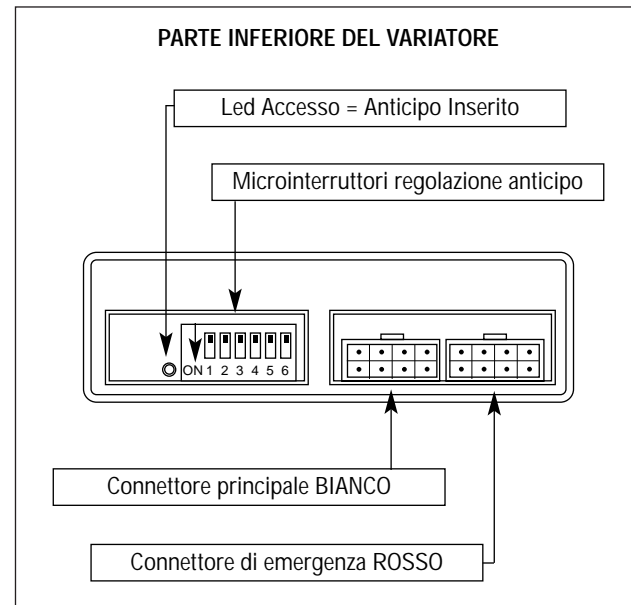 PARTE INFERIORE DEL VARIATORE
Led Accesso = Anticipo Inserito
Microinterruttori regolazione anticipo
ON 1 2 3 4 5 6
Connettore principale BIANCO
Connettore di emergenza ROSSO